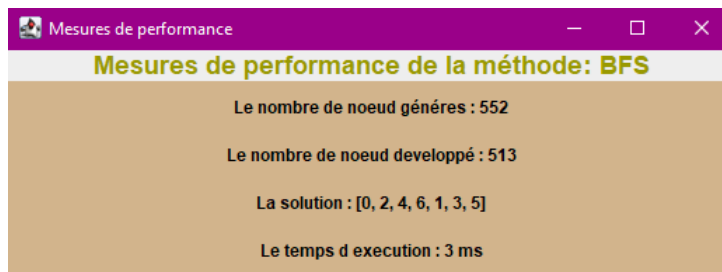 Mesures de performance
Mesures de performance de la méthode: BFS
Le nombre de noeud géneres : 552
Le nombre de noeud developpé : 513
La solution : [0, 2, 4, 6, 1, 3, 5]
Le temps d execution : 3 ms